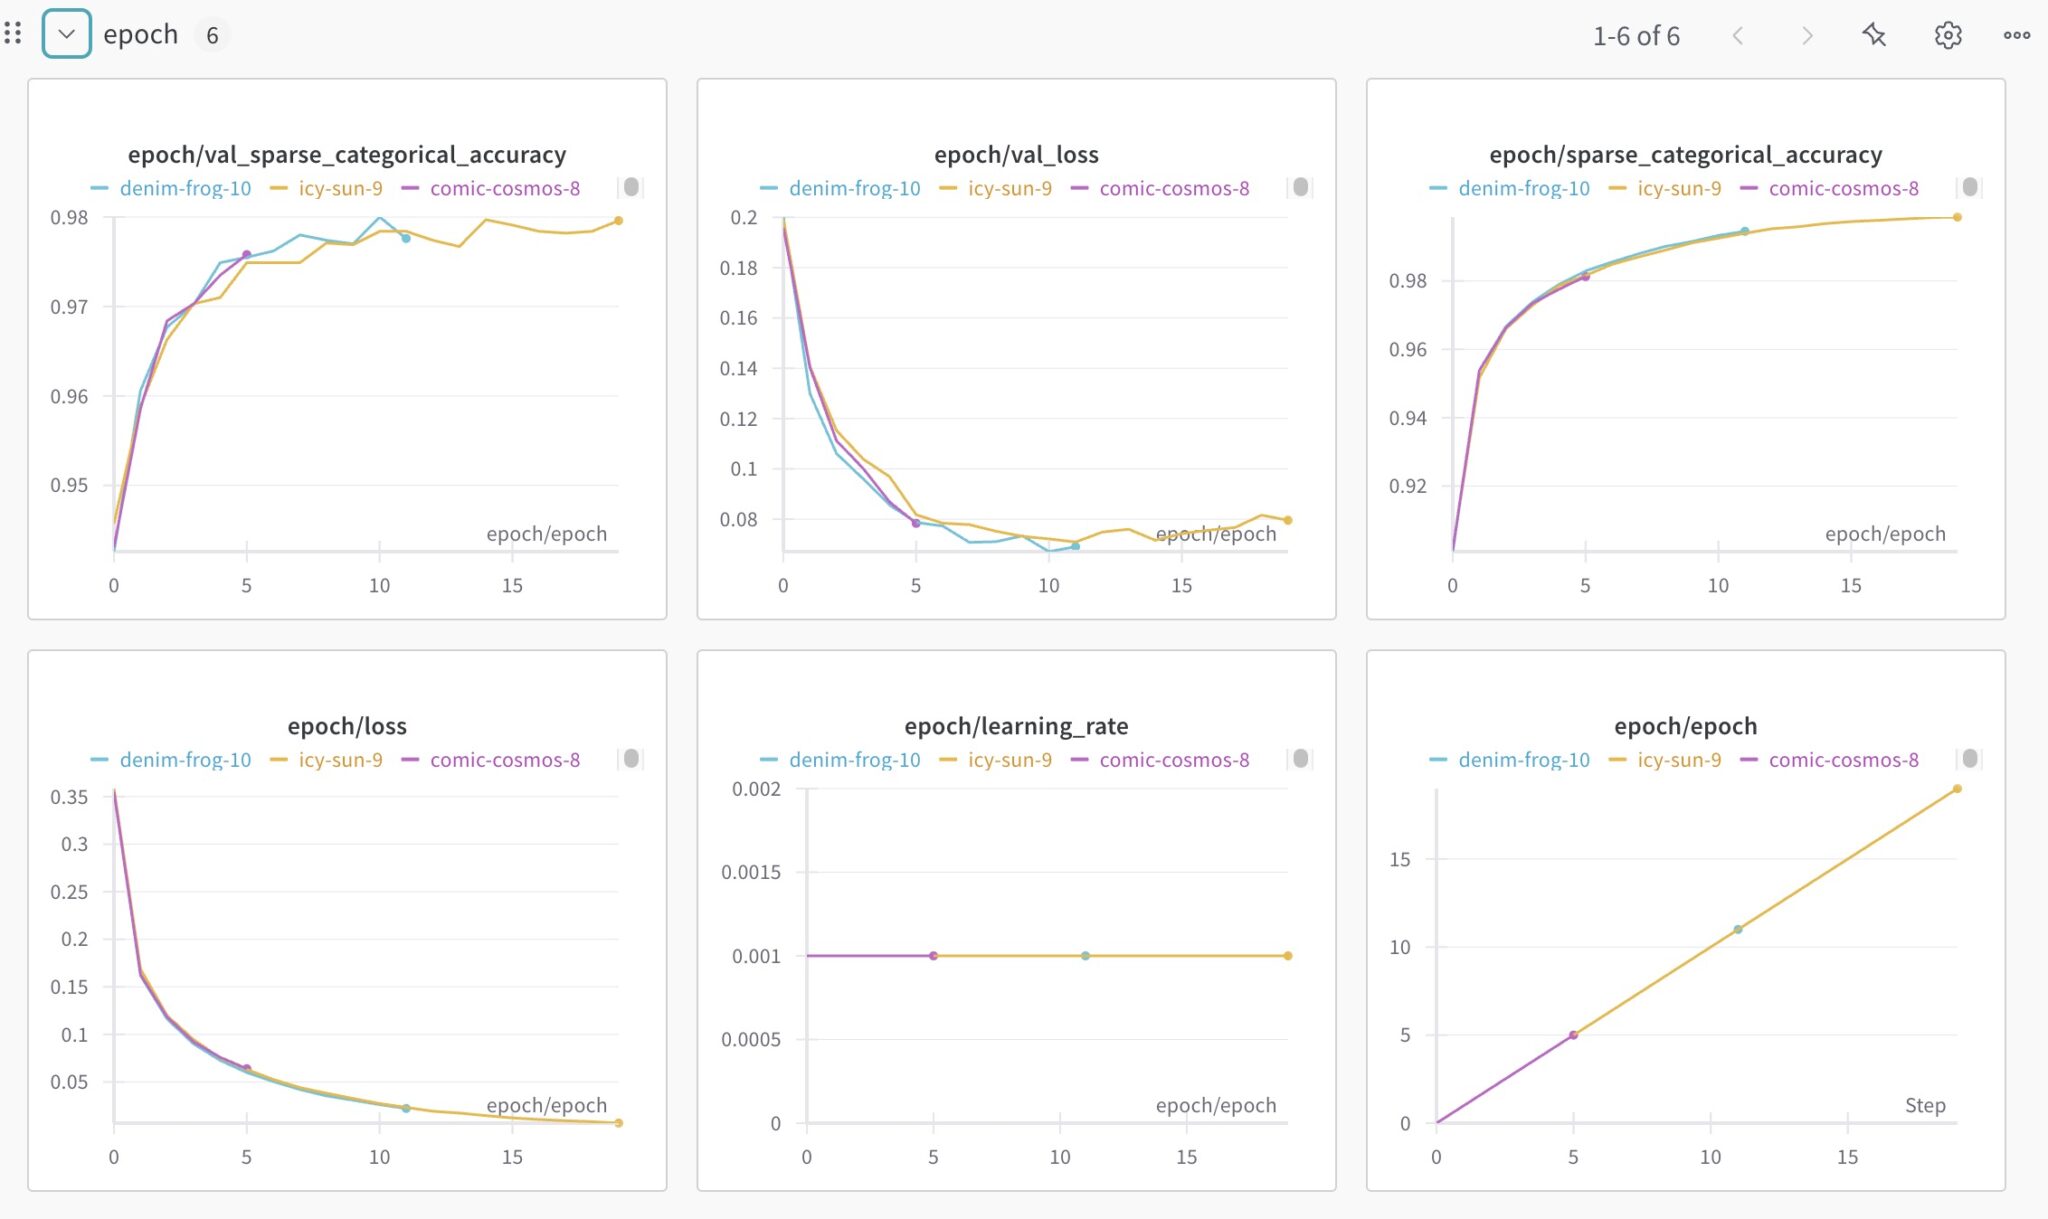 epoch 6 1-6 of 6
epoch/val_sparse_categorical_accuracy
denim-frog-10 icy-sun-9 comic-cosmos-8
0.98
0.97
0.96
0.95
epoch/epoch
0 5 10 15
epoch/val_loss
denim-frog-10 icy-sun-9 comic-cosmos-8
0.2
0.18
0.16
0.14
0.12
0.1
0.08
epoch/epoch
0 5 10 15
epoch/sparse_categorical_accuracy
denim-frog-10 icy-sun-9 comic-cosmos-8
0.98
0.96
0.94
0.92
epoch/epoch
0 5 10 15
epoch/loss
denim-frog-10 icy-sun-9 comic-cosmos-8
0.35
0.3
0.25
0.2
0.15
0.1
0.05
epoch/epoch
0 5 10 15
epoch/learning_rate
denim-frog-10 icy-sun-9 comic-cosmos-8
0.002
0.0015
0.001
0.0005
0
epoch/epoch
0 5 10 15
epoch/epoch
denim-frog-10 icy-sun-9 comic-cosmos-8
15
10
5
0
Step
0 5 10 15